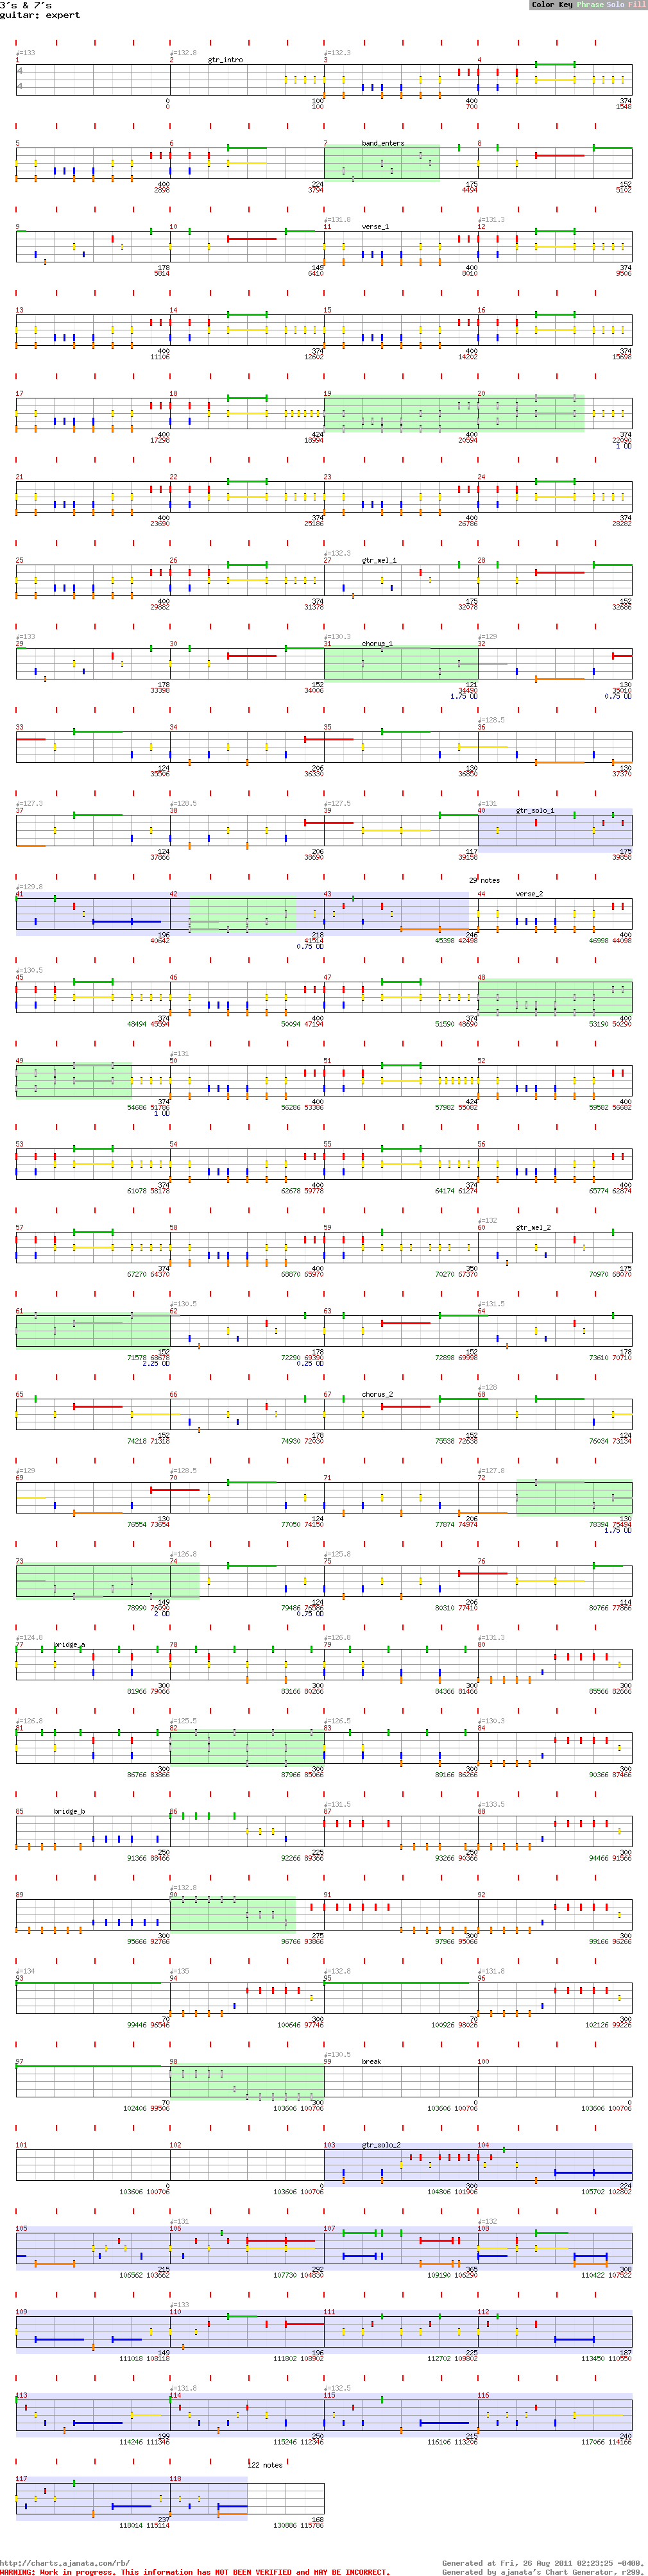 3's & 7's
Color Key Phrase Solo Fill
guitar: expert
♩=133 ♩=132.8 ♩=132.3
1 2 gtr_intro 3 4
0 100 400 374
0 100 700 1548
5 6 7 band_enters 8
400 224 175 152
2898 3794 4494 5102
♩=131.8 ♩=131.3
9 10 11 verse_1 12
178 149 400 374
5814 6410 8010 9506
13 14 15 16
400 374 400 374
11106 12602 14202 15698
17 18 19 20
400 424 400 374
17298 18994 20594 22090
1 OD
21 22 23 24
400 374 400 374
23690 25186 26786 28282
♩=132.3
25 26 27 gtr_mel_1 28
400 374 175 152
29882 31378 32078 32686
♩=133 ♩=130.3 ♩=129
29 30 31 chorus_1 32
178 152 121 130
33398 34006 34490 35010
1.75 OD 0.75 OD
♩=128.5
33 34 35 36
124 206 130 130
35506 36330 36850 37370
♩=127.3 ♩=128.5 ♩=127.5 ♩=131
37 38 39 40 gtr_solo_1
124 206 117 175
37866 38690 39158 39858
♩=129.8 29 notes
41 42 43 44 verse_2
196 218 246 400
40642 41514 45398 42498 46998 44098
0.75 OD
♩=130.5
45 46 47 48
374 400 374 400
48494 45594 50094 47194 51590 48690 53190 50290
♩=131
49 50 51 52
374 400 424 400
54686 51786 56286 53386 57982 55082 59582 56682
1 OD
53 54 55 56
374 400 374 400
61078 58178 62678 59778 64174 61274 65774 62874
♩=132
57 58 59 60 gtr_mel_2
374 400 350 175
67270 64370 68870 65970 70270 67370 70970 68070
♩=130.5 ♩=131.5
61 62 63 64
152 178 152 178
71578 68678 72290 69390 72898 69998 73610 70710
2.25 OD 0.25 OD
♩=128
65 66 67 chorus_2 68
152 178 152 124
74218 71318 74930 72030 75538 72638 76034 73134
♩=129 ♩=128.5 ♩=127.8
69 70 71 72
130 124 206 130
76554 73654 77050 74150 77874 74974 78394 75494
1.75 OD
♩=126.8 ♩=125.8
73 74 75 76
149 124 206 114
78990 76090 79486 76586 80310 77410 80766 77866
2 OD 0.75 OD
♩=124.8 ♩=126.8 ♩=131.3
77 bridge_a 78 79 80
300 300 300 300
81966 79066 83166 80266 84366 81466 85566 82666
♩=126.8 ♩=125.5 ♩=126.5 ♩=130.3
81 82 83 84
300 300 300 300
86766 83866 87966 85066 89166 86266 90366 87466
♩=131.5 ♩=133.5
85 bridge_b 86 87 88
250 225 250 300
91366 88466 92266 89366 93266 90366 94466 91566
♩=132.8
89 90 91 92
300 275 300 300
95666 92766 96766 93866 97966 95066 99166 96266
♩=134 ♩=135 ♩=132.8 ♩=131.8
93 94 95 96
70 300 70 300
99446 96546 100646 97746 100926 98026 102126 99226
♩=130.5
97 98 99 break 100
70 300 0 0
102406 99506 103606 100706 103606 100706 103606 100706
101 102 103 gtr_solo_2 104
0 0 300 224
103606 100706 103606 100706 104806 101906 105702 102802
♩=131 ♩=132
105 106 107 108
215 292 365 308
106562 103662 107730 104830 109190 106290 110422 107522
♩=133
109 110 111 112
149 196 225 187
111018 108118 111802 108902 112702 109802 113450 110550
♩=131.8 ♩=132.5
113 114 115 116
199 250 215 240
114246 111346 115246 112346 116106 113206 117066 114166
122 notes
117 118
237 168
118014 115114 130886 115786
http://charts.ajanata.com/rb/ Generated at Fri, 26 Aug 2011 02:23:25 -0400.
WARNING: Work in progress. This information has NOT BEEN VERIFIED and MAY BE INCORRECT. Generated by ajanata's Chart Generator, r299.